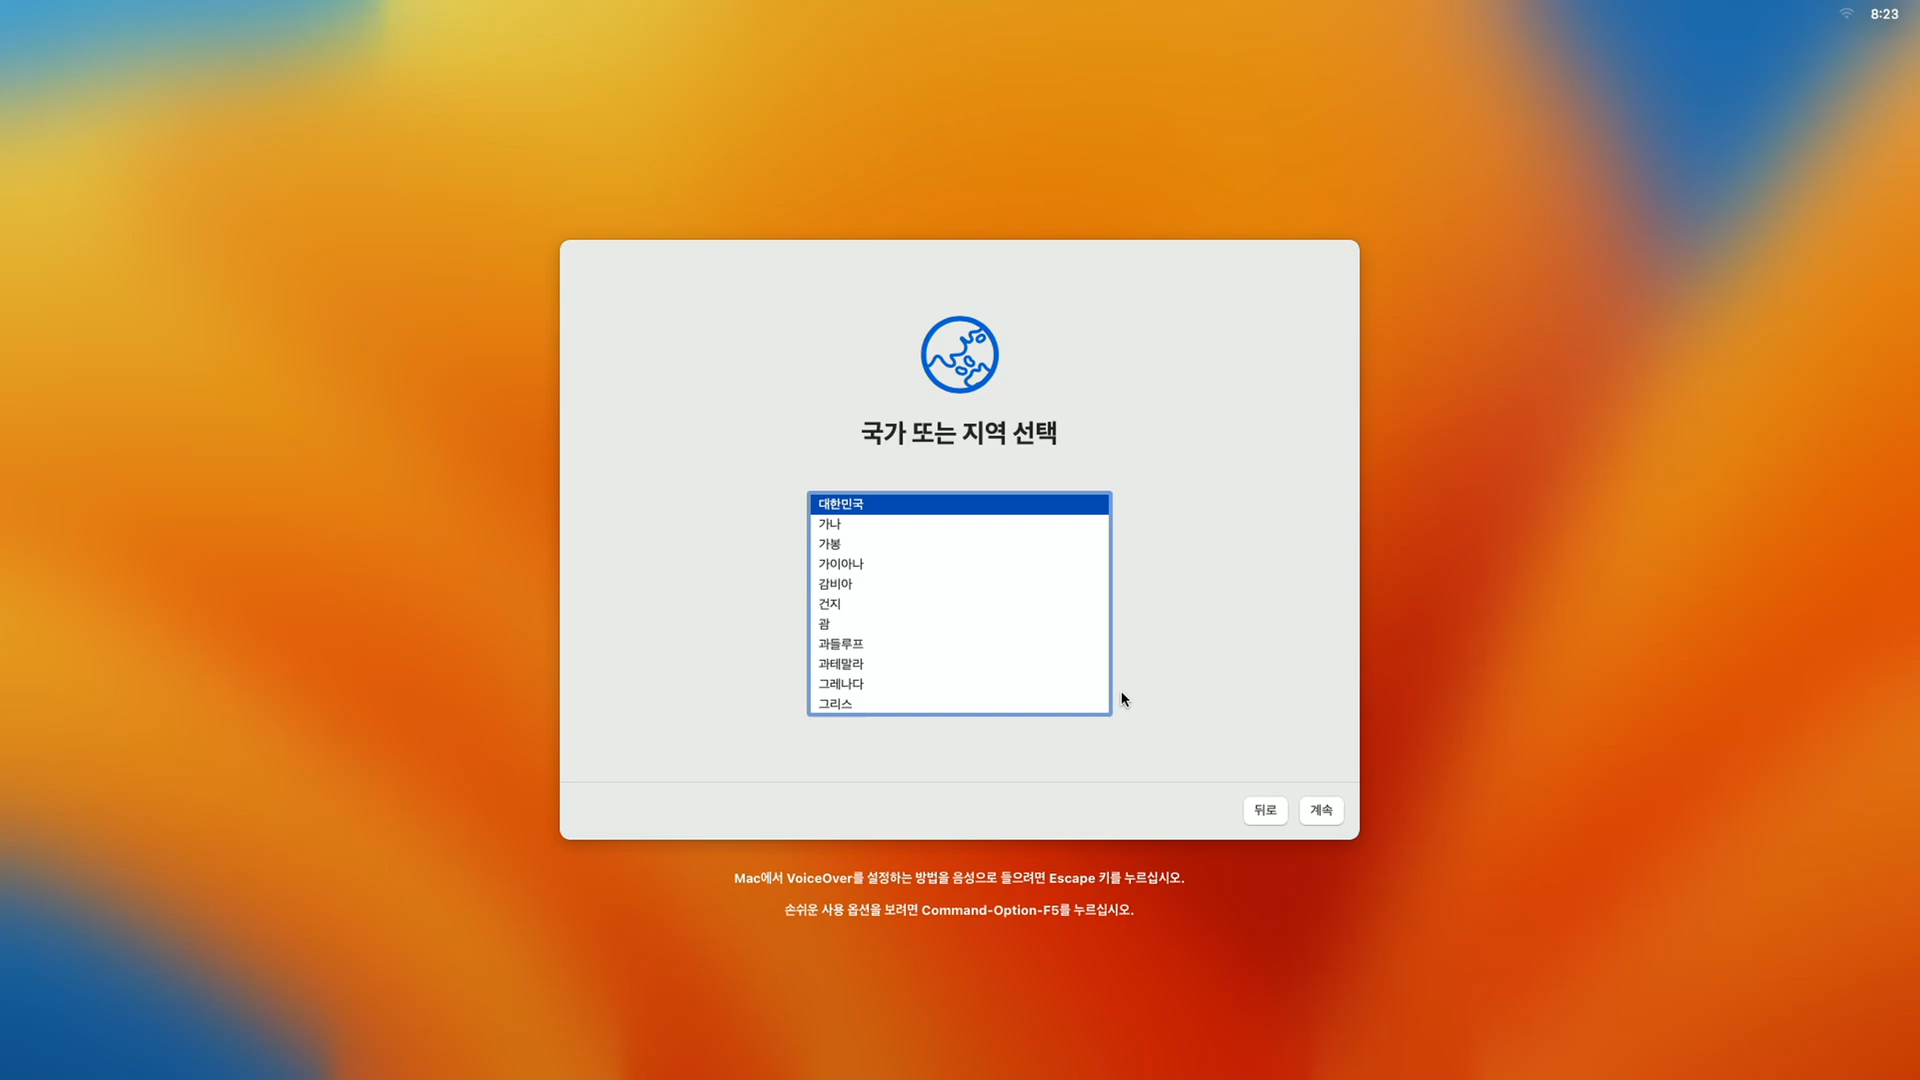 8:23
국가 또는 지역 선택
대한민국
가나
가봉
가이아나
감비아
건지
괌
과들루프
과테말라
그레나다
그리스
뒤로
계속
Mac에서 VoiceOver를 설정하는 방법을 음성으로 들으려면 Escape 키를 누르십시오.
손쉬운 사용 옵션을 보려면 Command-Option-F5를 누르십시오.